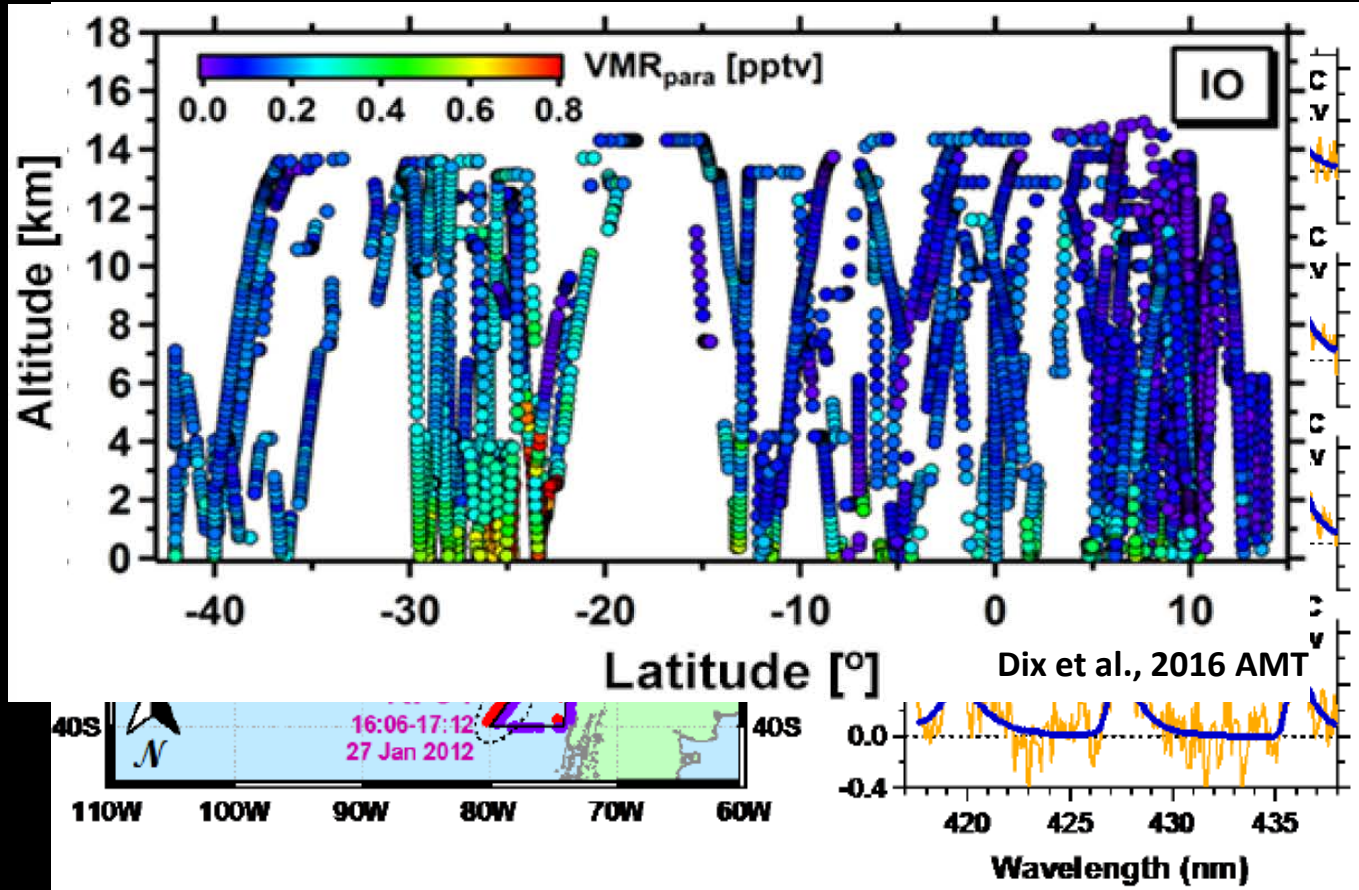 18
16
14
12
10
8
6
4
2
0
Altitude [km]
VMRpara [pptv]
0.0 0.2 0.4 0.6 0.8
IO
-40 -30 -20 -10 0 10
Latitude [°]
Dix et al., 2016 AMT
40S
16:06-17:12
27 Jan 2012
N
40S
110W 100W 90W 80W 70W 60W
0.0
-0.4
420 425 430 435
Wavelength (nm)